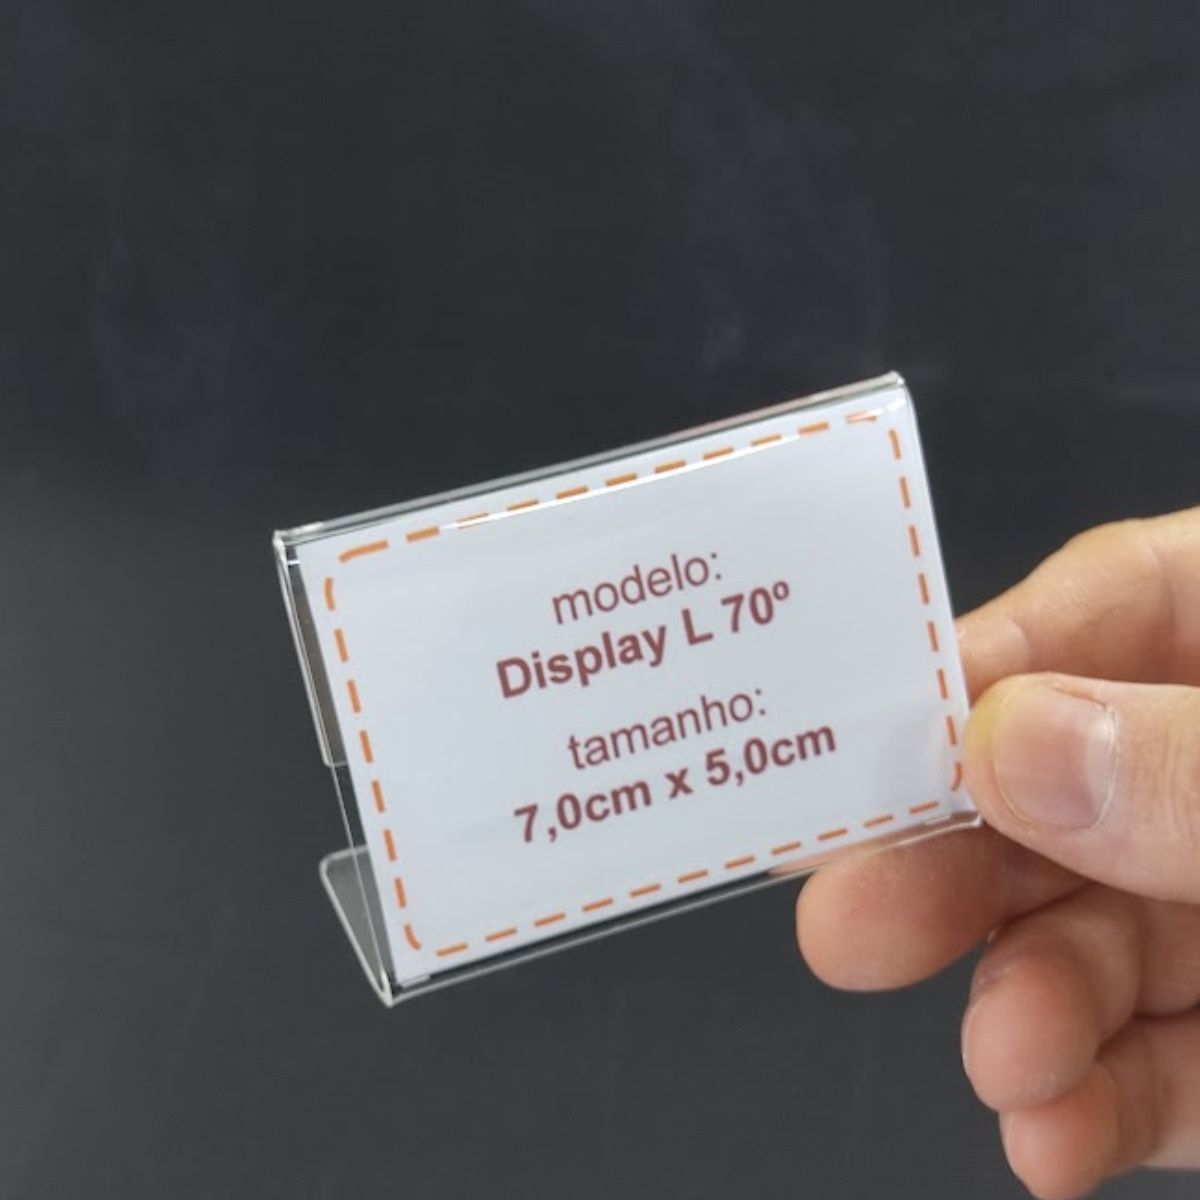 modelo:
Display L 70º
tamanho:
7,0cm x 5,0cm